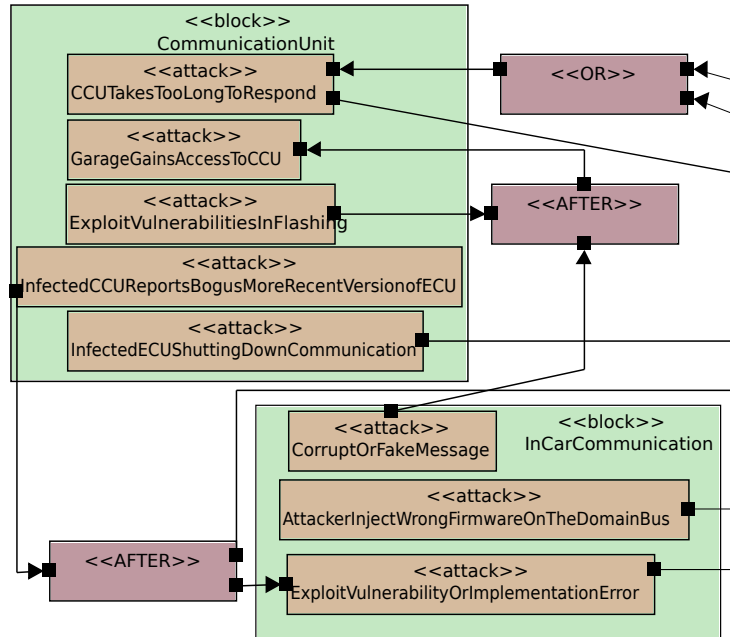 <<block>>
CommunicationUnit
<<attack>>
CCUTakesTooLongToRespond
<<OR>>
<<attack>>
GarageGainsAccessToCCU
<<attack>>
ExploitVulnerabilitiesInFlashing
<<AFTER>>
<<attack>>
InfectedCCUReportsBogusMoreRecentVersionofECU
<<attack>>
InfectedECUShuttingDownCommunication
<<block>>
InCarCommunication
<<attack>>
CorruptOrFakeMessage
<<attack>>
AttackerInjectWrongFirmwareOnTheDomainBus
<<AFTER>>
<<attack>>
ExploitVulnerabilityOrImplementationError